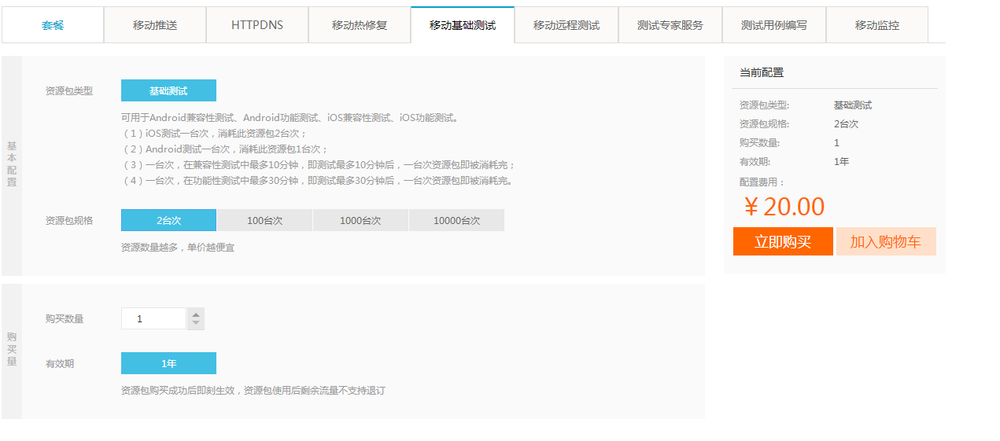 套餐 移动推送 HTTPDNS 移动热修复 移动基础测试 移动远程测试 测试专家服务 测试用例编写 移动监控
基本配置
资源包类型 基础测试
可用于Android兼容性测试、Android功能测试、iOS兼容性测试、iOS功能测试。
（1）iOS测试一台次，消耗此资源包2台次；
（2）Android测试一台次，消耗此资源包1台次；
（3）一台次，在兼容性测试中最多10分钟，即测试最多10分钟后，一台次资源包即被消耗完；
（4）一台次，在功能性测试中最多30分钟，即测试最多30分钟后，一台次资源包即被消耗完。
资源包规格 2台次 100台次 1000台次 10000台次
资源数量越多，单价越便宜
购买量
购买数量 1
有效期 1年
资源包购买成功后即刻生效，资源包使用后剩余流量不支持退订
当前配置
资源包类型: 基础测试
资源包规格: 2台次
购买数量: 1
有效期: 1年
配置费用：
￥20.00
立即购买 加入购物车